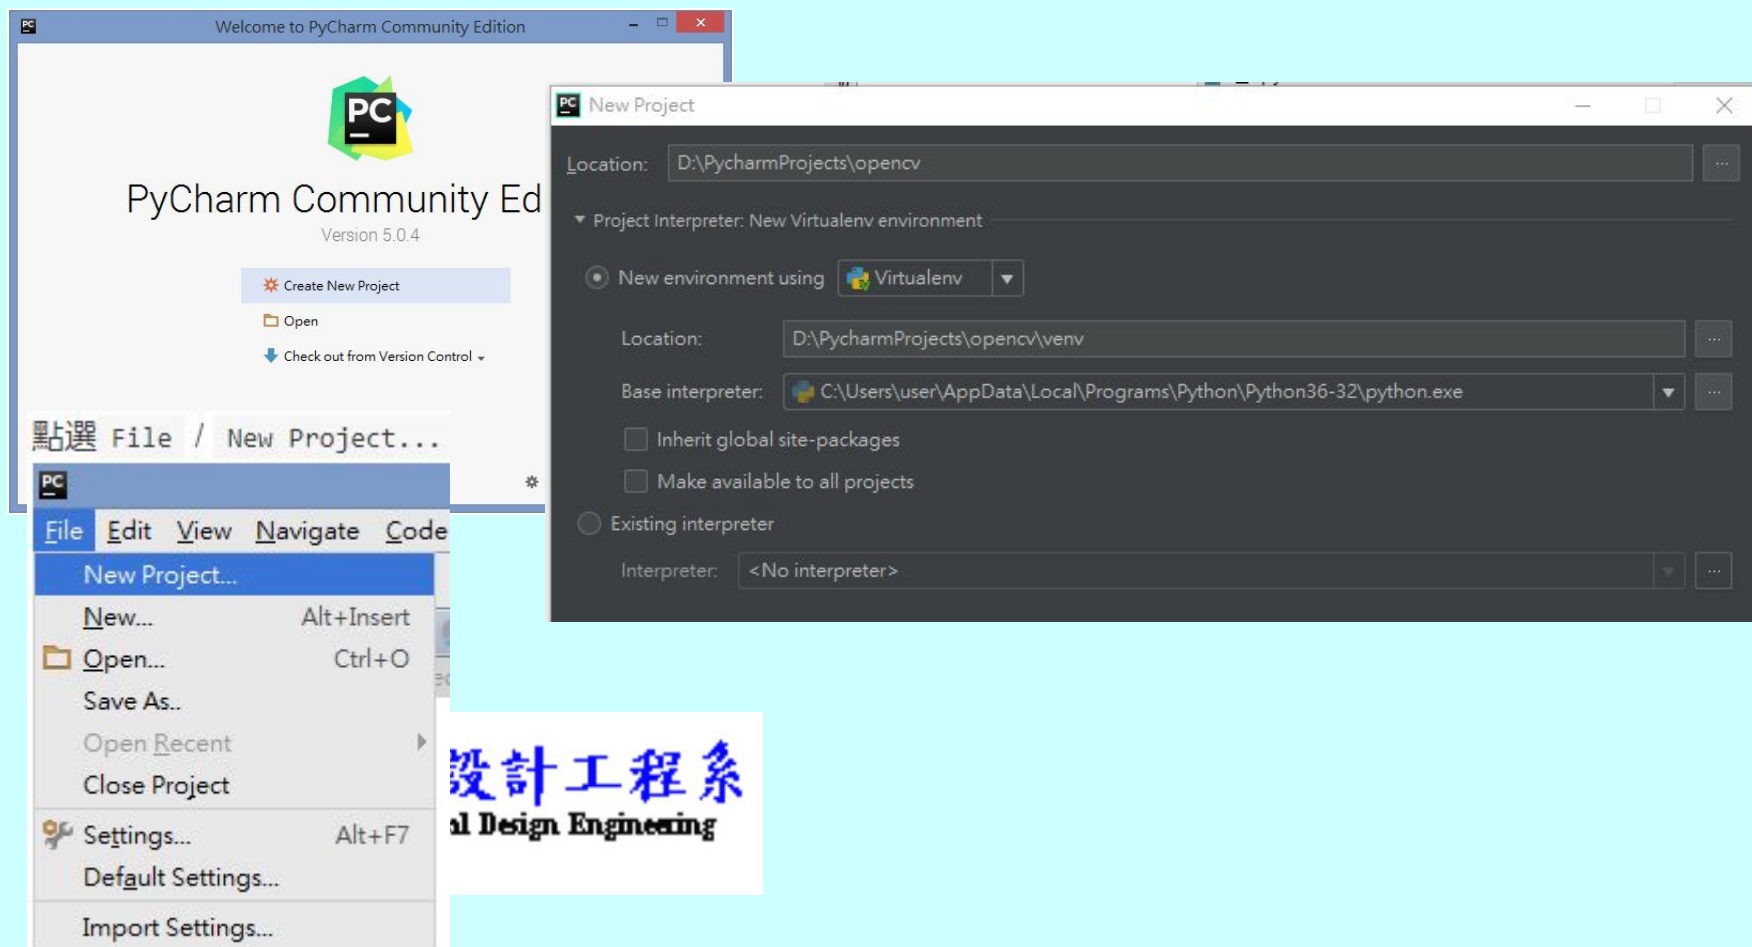 Welcome to PyCharm Community Edition
PC
PyCharm Community Ed
Version 5.0.4
Create New Project
Open
Check out from Version Control
點選 File / New Project...
PC
File Edit View Navigate Code
New Project...
New... Alt+Insert
Open... Ctrl+O
Save As..
Open Recent
Close Project
Settings... Alt+F7
Default Settings...
Import Settings...
PC New Project
Location: D:\PycharmProjects\opencv ...
Project Interpreter: New Virtualenv environment
New environment using Virtualenv
Location: D:\PycharmProjects\opencv\venv ...
Base interpreter: C:\Users\user\AppData\Local\Programs\Python\Python36-32\python.exe ...
Inherit global site-packages
Make available to all projects
Existing interpreter
Interpreter: <No interpreter> ...
設計工程系
al Design Engineering